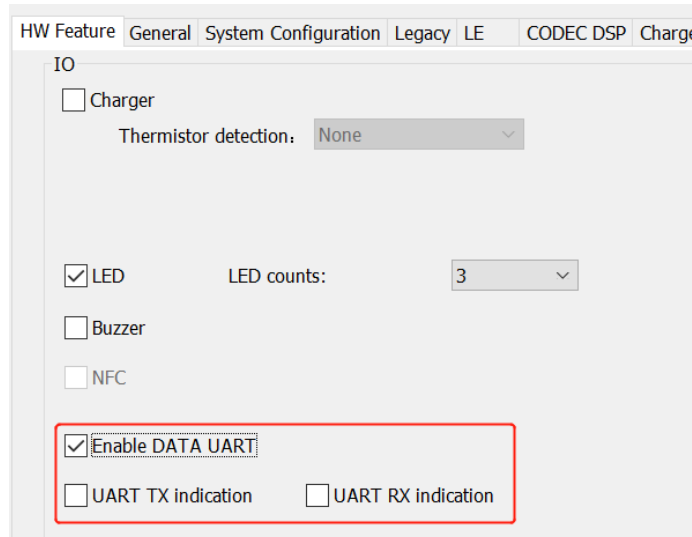 HW Feature General System Configuration Legacy LE CODEC DSP Charge
IO
Charger
Thermistor detection: None
LED LED counts: 3
Buzzer
NFC
Enable DATA UART
UART TX indication UART RX indication